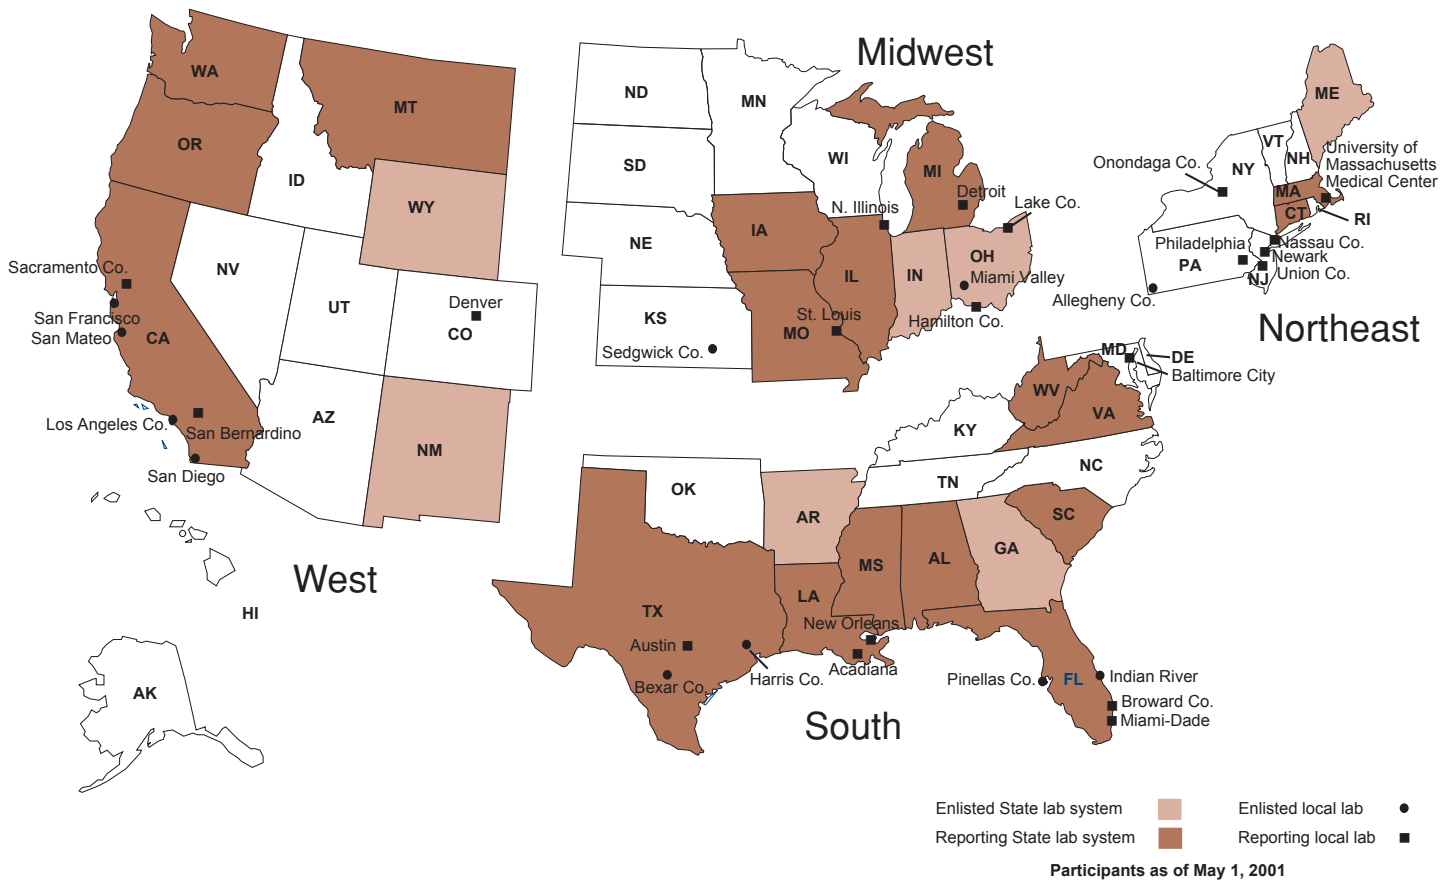 Midwest
WA
MT
OR
ID
WY
NV
UT
Denver
CO
Sacramento Co.
San Francisco
San Mateo
CA
Los Angeles Co.
San Bernardino
San Diego
AZ
NM
West
HI
AK
ND
MN
SD
WI
MI
Detroit
NE
IA
N. Illinois
Lake Co.
IL
IN
OH
Miami Valley
KS
St. Louis
Hamilton Co.
MO
Sedgwick Co.
ME
VT
NH
University of
Massachusetts
Medical Center
Onondaga Co.
NY
MA
CT
RI
Philadelphia
Nassau Co.
Newark
PA
Union Co.
NJ
Allegheny Co.
Northeast
MD
DE
Baltimore City
WV
VA
KY
NC
TN
OK
AR
SC
GA
MS
AL
LA
TX
New Orleans
Austin
Acadiana
Bexar Co.
Harris Co.
Pinellas Co.
FL
Indian River
Broward Co.
Miami-Dade
South
Enlisted State lab system
Enlisted local lab
Reporting State lab system
Reporting local lab
Participants as of May 1, 2001